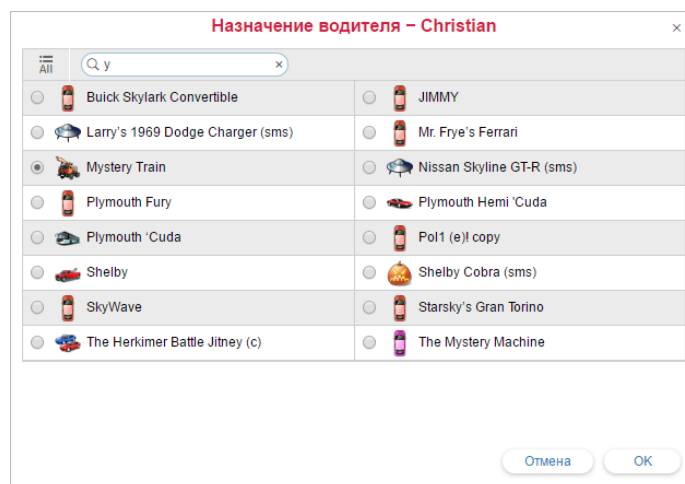 Назначение водителя – Christian
×
All
y
×
Buick Skylark Convertible
JIMMY
Larry's 1969 Dodge Charger (sms)
Mr. Frye's Ferrari
Mystery Train
Nissan Skyline GT-R (sms)
Plymouth Fury
Plymouth Hemi 'Cuda
Plymouth ‘Cuda
Pol1 (e)ł copy
Shelby
Shelby Cobra (sms)
SkyWave
Starsky’s Gran Torino
The Herkimer Battle Jitney (c)
The Mystery Machine
Отмена
OK